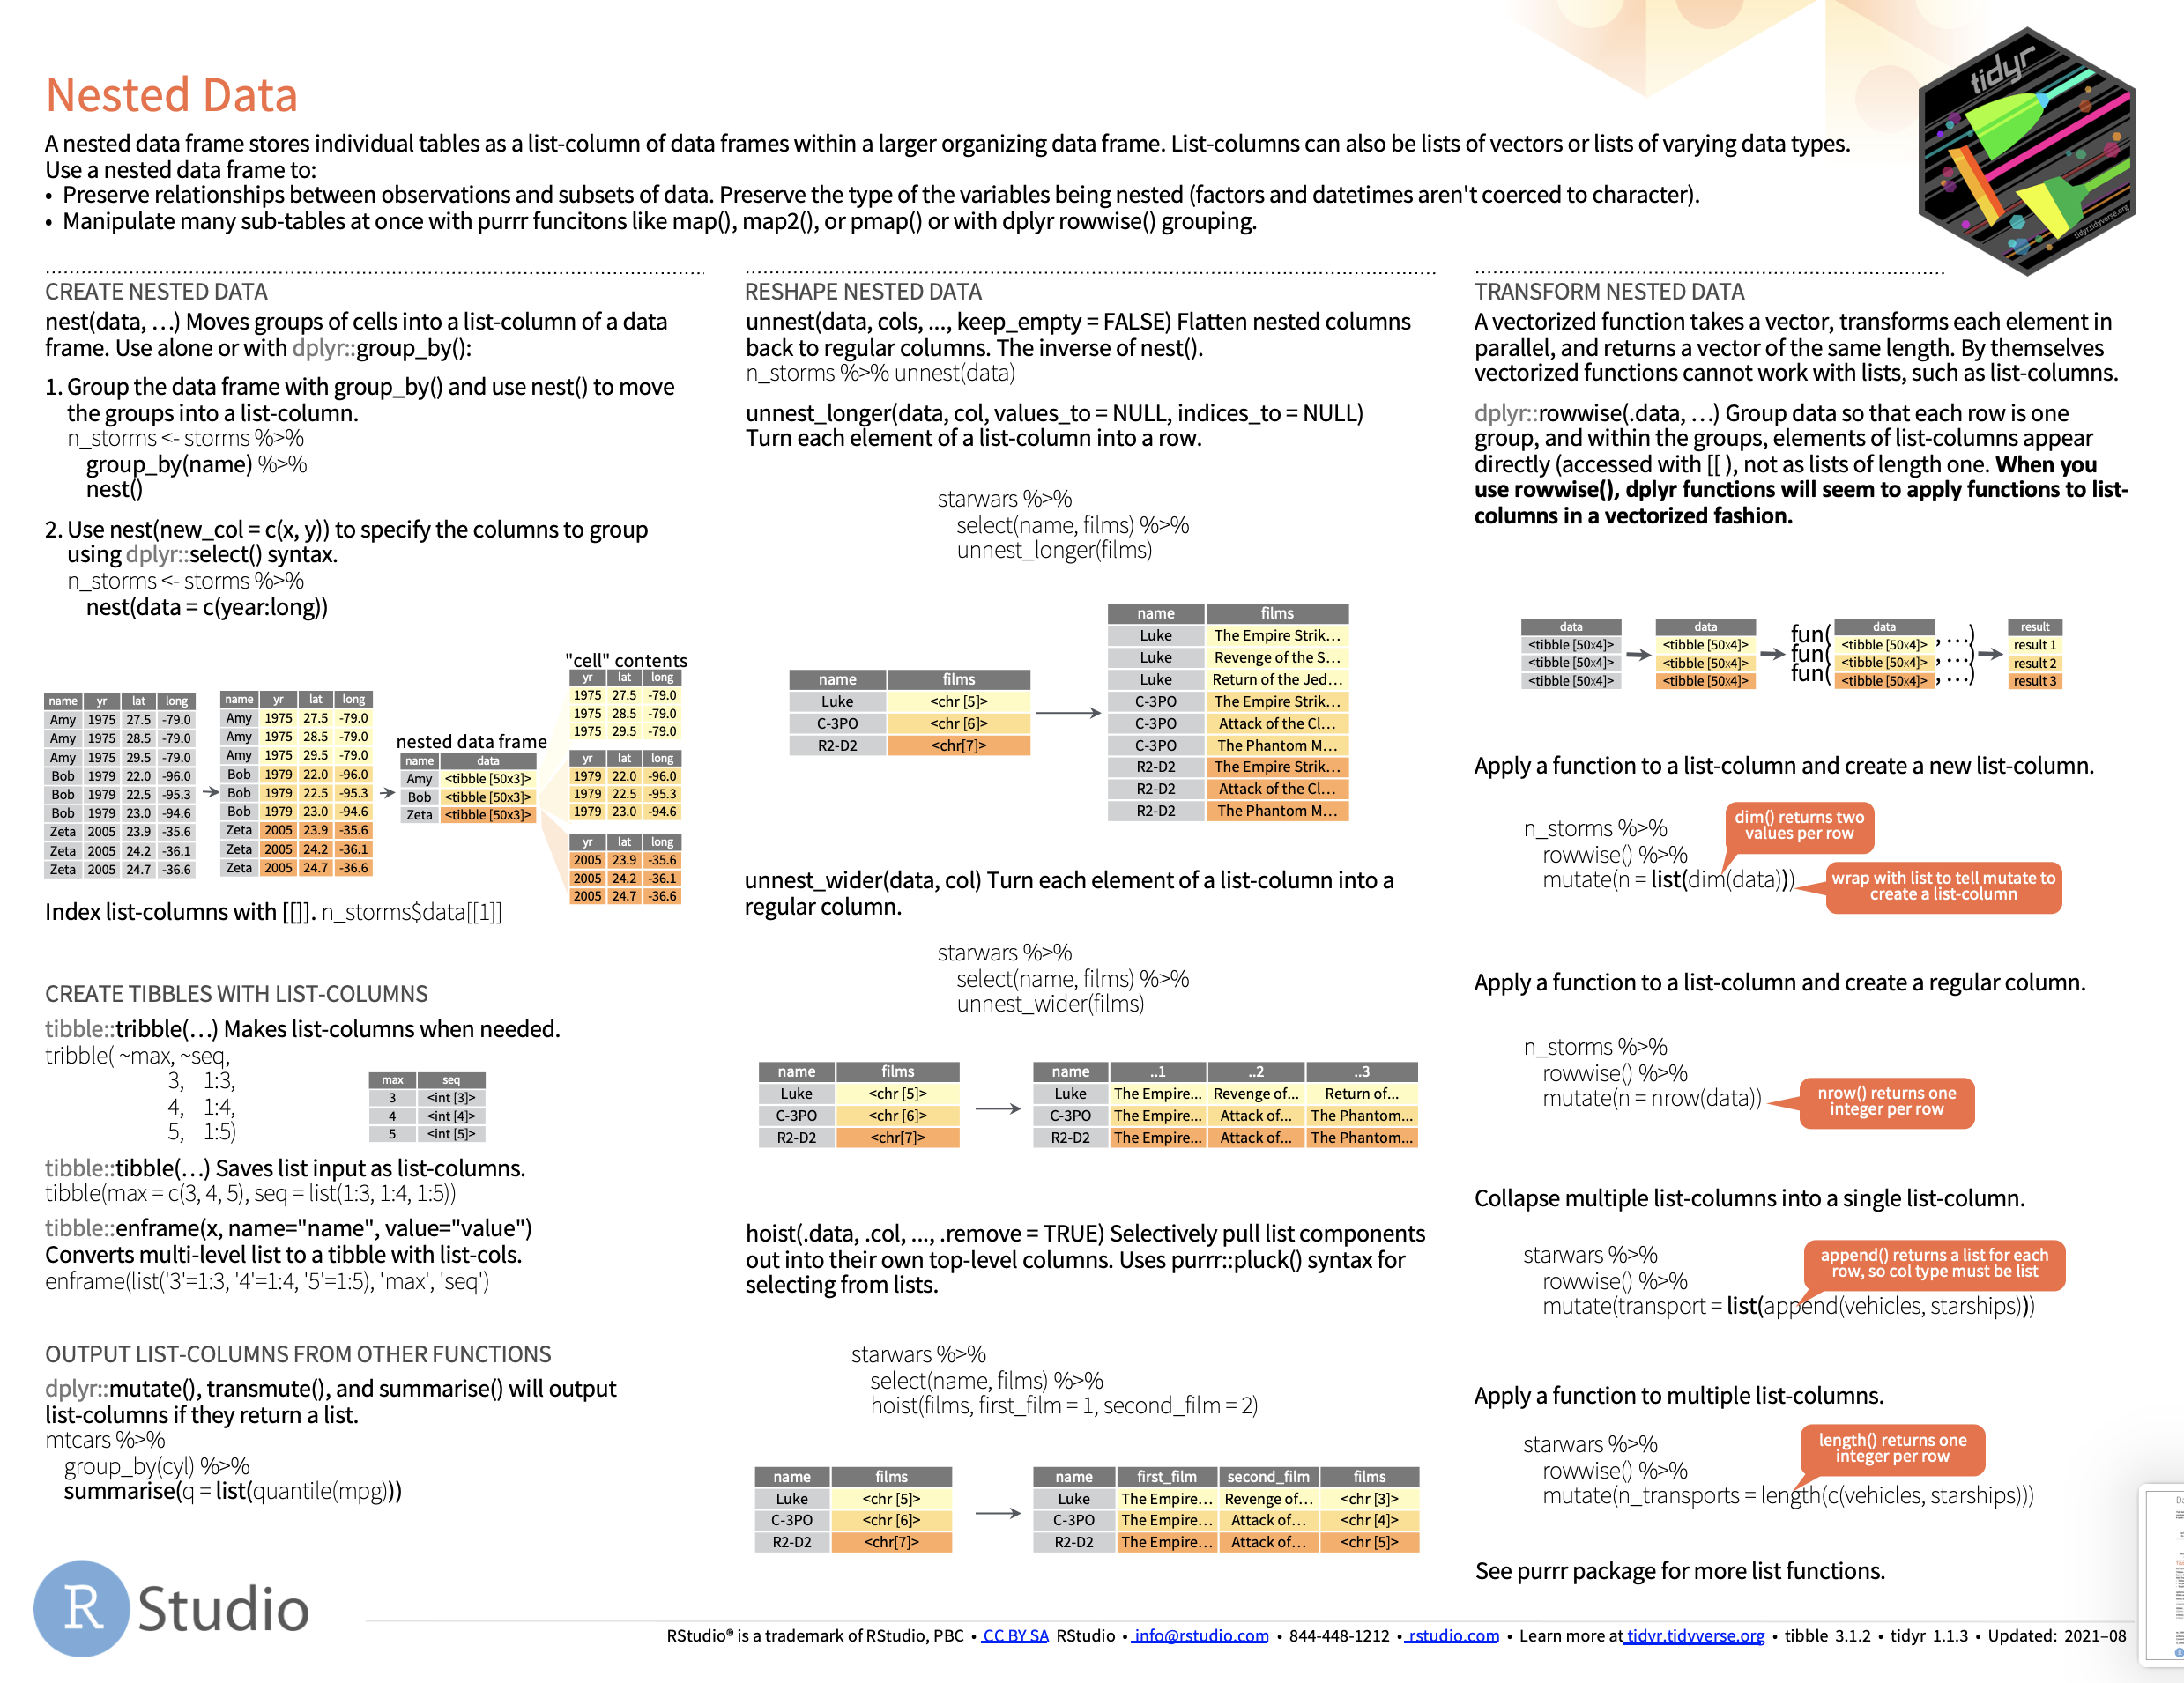 tidyr
tidyr.tidyverse.org
Nested Data
A nested data frame stores individual tables as a list-column of data frames within a larger organizing data frame. List-columns can also be lists of vectors or lists of varying data types.
Use a nested data frame to:
• Preserve relationships between observations and subsets of data. Preserve the type of the variables being nested (factors and datetimes aren't coerced to character).
• Manipulate many sub-tables at once with purrr funcitons like map(), map2(), or pmap() or with dplyr rowwise() grouping.
CREATE NESTED DATA
nest(data, …) Moves groups of cells into a list-column of a data
frame. Use alone or with dplyr::group_by():
1. Group the data frame with group_by() and use nest() to move
the groups into a list-column.
n_storms <- storms %>%
group_by(name) %>%
nest()
2. Use nest(new_col = c(x, y)) to specify the columns to group
using dplyr::select() syntax.
n_storms <- storms %>%
nest(data = c(year:long))
name yr lat long
Amy 1975 27.5 -79.0
Amy 1975 28.5 -79.0
Amy 1975 29.5 -79.0
Bob 1979 22.0 -96.0
Bob 1979 22.5 -95.3
Bob 1979 23.0 -94.6
Zeta 2005 23.9 -35.6
Zeta 2005 24.2 -36.1
Zeta 2005 24.7 -36.6
name yr lat long
Amy 1975 27.5 -79.0
Amy 1975 28.5 -79.0
Amy 1975 29.5 -79.0
Bob 1979 22.0 -96.0
Bob 1979 22.5 -95.3
Bob 1979 23.0 -94.6
Zeta 2005 23.9 -35.6
Zeta 2005 24.2 -36.1
Zeta 2005 24.7 -36.6
nested data frame
name data
Amy <tibble [50x3]>
Bob <tibble [50x3]>
Zeta <tibble [50x3]>
"cell" contents
yr lat long
1975 27.5 -79.0
1975 28.5 -79.0
1975 29.5 -79.0
yr lat long
1979 22.0 -96.0
1979 22.5 -95.3
1979 23.0 -94.6
yr lat long
2005 23.9 -35.6
2005 24.2 -36.1
2005 24.7 -36.6
Index list-columns with [[]]. n_storms$data[[1]]
CREATE TIBBLES WITH LIST-COLUMNS
tibble::tribble(…) Makes list-columns when needed.
tribble( ~max, ~seq,
3, 1:3,
4, 1:4,
5, 1:5)
max seq
3 <int [3]>
4 <int [4]>
5 <int [5]>
tibble::tibble(…) Saves list input as list-columns.
tibble(max = c(3, 4, 5), seq = list(1:3, 1:4, 1:5))
tibble::enframe(x, name="name", value="value")
Converts multi-level list to a tibble with list-cols.
enframe(list('3'=1:3, '4'=1:4, '5'=1:5), 'max', 'seq')
OUTPUT LIST-COLUMNS FROM OTHER FUNCTIONS
dplyr::mutate(), transmute(), and summarise() will output
list-columns if they return a list.
mtcars %>%
group_by(cyl) %>%
summarise(q = list(quantile(mpg)))
RESHAPE NESTED DATA
unnest(data, cols, ..., keep_empty = FALSE) Flatten nested columns
back to regular columns. The inverse of nest().
n_storms %>% unnest(data)
unnest_longer(data, col, values_to = NULL, indices_to = NULL)
Turn each element of a list-column into a row.
starwars %>%
select(name, films) %>%
unnest_longer(films)
name films
Luke <chr [5]>
C-3PO <chr [6]>
R2-D2 <chr[7]>
name films
Luke The Empire Strik…
Luke Revenge of the S…
Luke Return of the Jed…
C-3PO The Empire Strik…
C-3PO Attack of the Cl…
C-3PO The Phantom M…
R2-D2 The Empire Strik…
R2-D2 Attack of the Cl…
R2-D2 The Phantom M…
unnest_wider(data, col) Turn each element of a list-column into a
regular column.
starwars %>%
select(name, films) %>%
unnest_wider(films)
name films
Luke <chr [5]>
C-3PO <chr [6]>
R2-D2 <chr[7]>
name ..1 ..2 ..3
Luke The Empire... Revenge of... Return of...
C-3PO The Empire... Attack of... The Phantom...
R2-D2 The Empire... Attack of... The Phantom...
hoist(.data, .col, ..., .remove = TRUE) Selectively pull list components
out into their own top-level columns. Uses purrr::pluck() syntax for
selecting from lists.
starwars %>%
select(name, films) %>%
hoist(films, first_film = 1, second_film = 2)
name films
Luke <chr [5]>
C-3PO <chr [6]>
R2-D2 <chr[7]>
name first_film second_film films
Luke The Empire… Revenge of… <chr [3]>
C-3PO The Empire… Attack of… <chr [4]>
R2-D2 The Empire… Attack of… <chr [5]>
TRANSFORM NESTED DATA
A vectorized function takes a vector, transforms each element in
parallel, and returns a vector of the same length. By themselves
vectorized functions cannot work with lists, such as list-columns.
dplyr::rowwise(.data, …) Group data so that each row is one
group, and within the groups, elements of list-columns appear
directly (accessed with [[ ), not as lists of length one. When you
use rowwise(), dplyr functions will seem to apply functions to list-
columns in a vectorized fashion.
data
<tibble [50x4]>
<tibble [50x4]>
<tibble [50x4]>
data
<tibble [50x4]>
<tibble [50x4]>
<tibble [50x4]>
data
fun( <tibble [50x4]> , …)
fun( <tibble [50x4]> , …)
fun( <tibble [50x4]> , …)
result
result 1
result 2
result 3
Apply a function to a list-column and create a new list-column.
n_storms %>%
rowwise() %>%
mutate(n = list(dim(data)))
dim() returns two
values per row
wrap with list to tell mutate to
create a list-column
Apply a function to a list-column and create a regular column.
n_storms %>%
rowwise() %>%
mutate(n = nrow(data))
nrow() returns one
integer per row
Collapse multiple list-columns into a single list-column.
starwars %>%
rowwise() %>%
mutate(transport = list(append(vehicles, starships)))
append() returns a list for each
row, so col type must be list
Apply a function to multiple list-columns.
starwars %>%
rowwise() %>%
mutate(n_transports = length(c(vehicles, starships)))
length() returns one
integer per row
See purrr package for more list functions.
R Studio
RStudio® is a trademark of RStudio, PBC • CC BY SA RStudio • info@rstudio.com • 844-448-1212 • rstudio.com • Learn more at tidyr.tidyverse.org • tibble 3.1.2 • tidyr 1.1.3 • Updated: 2021–08